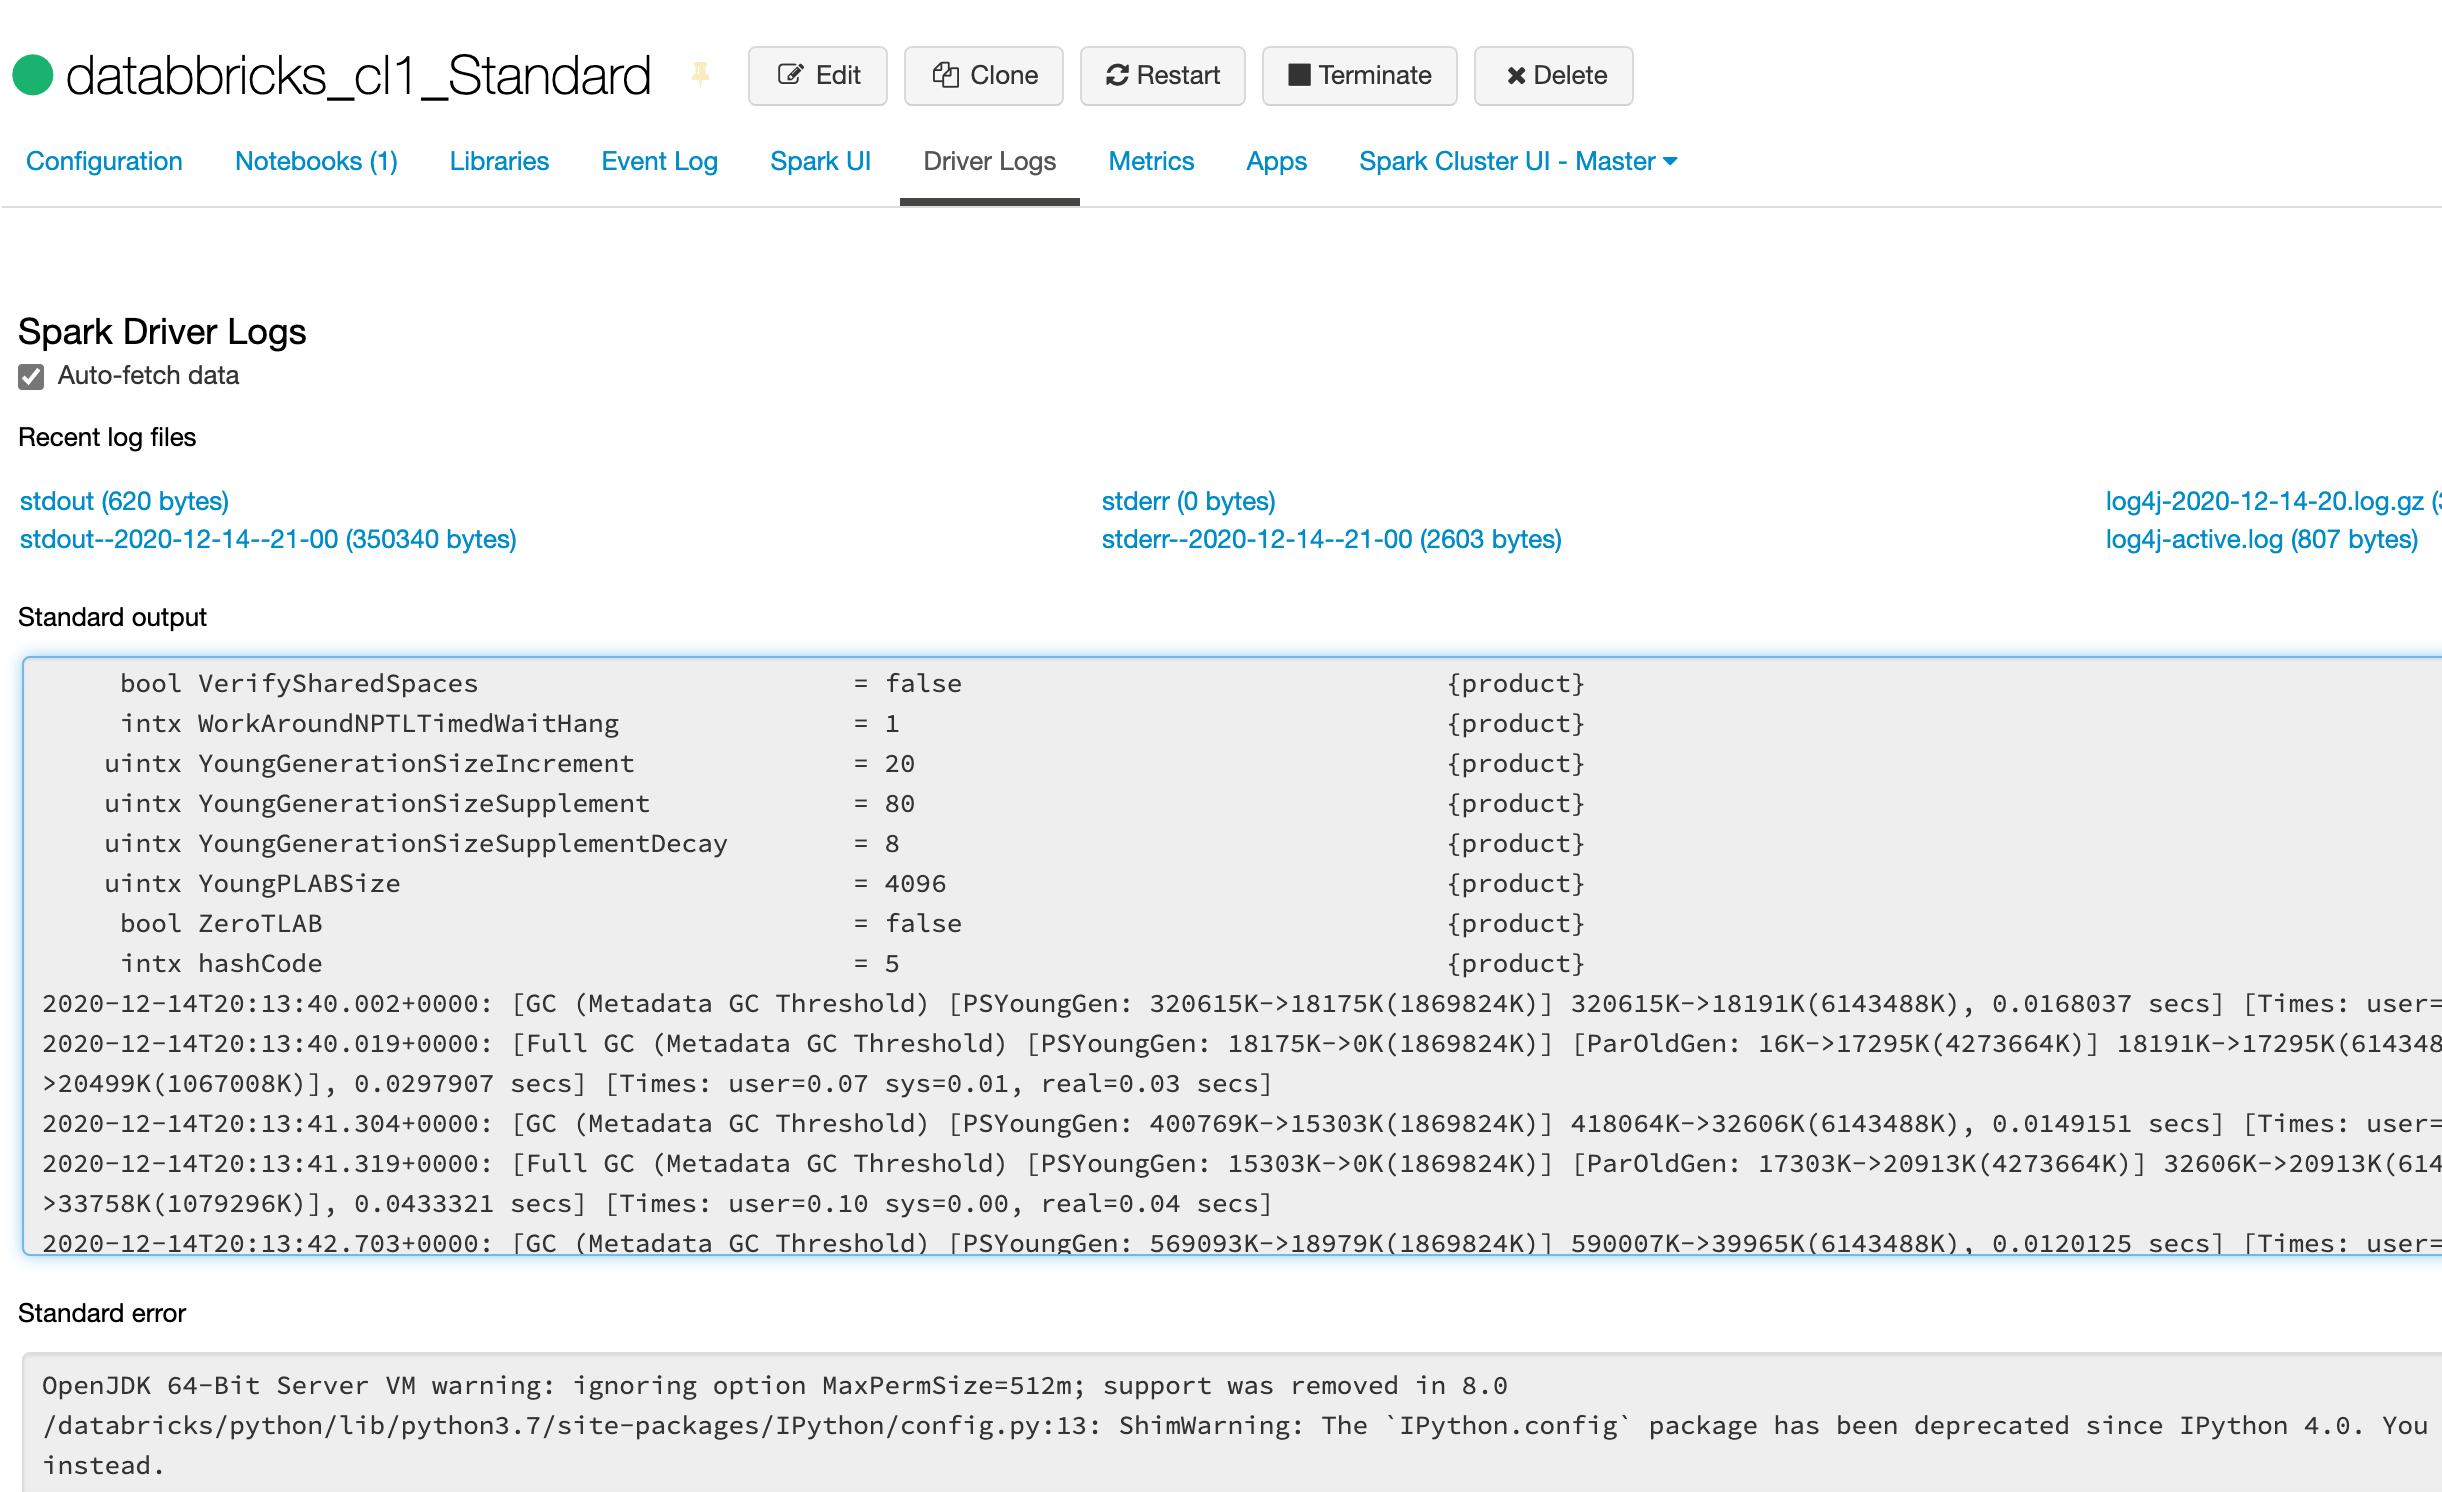 databbricks_cl1_Standard Edit Clone Restart Terminate Delete
Configuration Notebooks (1) Libraries Event Log Spark UI Driver Logs Metrics Apps Spark Cluster UI - Master
Spark Driver Logs
Auto-fetch data
Recent log files
stdout (620 bytes) stderr (0 bytes) log4j-2020-12-14-20.log.gz
stdout--2020-12-14--21-00 (350340 bytes) stderr--2020-12-14--21-00 (2603 bytes) log4j-active.log (807 bytes)
Standard output
bool VerifySharedSpaces = false {product}
intx WorkAroundNPTLTimedWaitHang = 1 {product}
uintx YoungGenerationSizeIncrement = 20 {product}
uintx YoungGenerationSizeSupplement = 80 {product}
uintx YoungGenerationSizeSupplementDecay = 8 {product}
uintx YoungPLABSize = 4096 {product}
bool ZeroTLAB = false {product}
intx hashCode = 5 {product}
2020-12-14T20:13:40.002+0000: [GC (Metadata GC Threshold) [PSYoungGen: 320615K->18175K(1869824K)] 320615K->18191K(6143488K), 0.0168037 secs] [Times: user=
2020-12-14T20:13:40.019+0000: [Full GC (Metadata GC Threshold) [PSYoungGen: 18175K->0K(1869824K)] [ParOldGen: 16K->17295K(4273664K)] 18191K->17295K(614348
>20499K(1067008K)], 0.0297907 secs] [Times: user=0.07 sys=0.01, real=0.03 secs]
2020-12-14T20:13:41.304+0000: [GC (Metadata GC Threshold) [PSYoungGen: 400769K->15303K(1869824K)] 418064K->32606K(6143488K), 0.0149151 secs] [Times: user=
2020-12-14T20:13:41.319+0000: [Full GC (Metadata GC Threshold) [PSYoungGen: 15303K->0K(1869824K)] [ParOldGen: 17303K->20913K(4273664K)] 32606K->20913K(614
>33758K(1079296K)], 0.0433321 secs] [Times: user=0.10 sys=0.00, real=0.04 secs]
2020-12-14T20:13:42.703+0000: [GC (Metadata GC Threshold) [PSYoungGen: 569093K->18979K(1869824K)] 590007K->39965K(6143488K), 0.0120125 secs] [Times: user=
Standard error
OpenJDK 64-Bit Server VM warning: ignoring option MaxPermSize=512m; support was removed in 8.0
/databricks/python/lib/python3.7/site-packages/IPython/config.py:13: ShimWarning: The `IPython.config` package has been deprecated since IPython 4.0. You
instead.